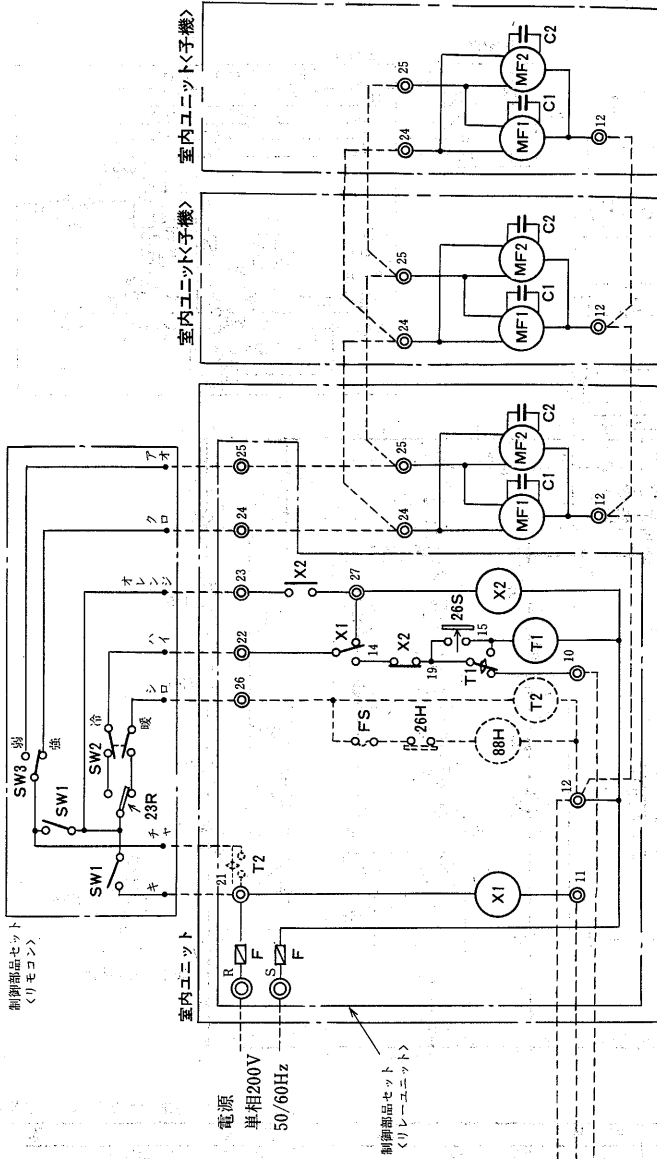 室内ユニット<子機>
24
25
MF1
MF2
C1
C2
12
室内ユニット<子機>
24
25
MF1
MF2
C1
C2
12
制御部品セット
<リモコン>
SW3
弱
強
SW1
SW2
冷
暖
23R
SW1
キ
チャ
シロ
ハイ
オレンジ
クロ
アオ
室内ユニット
電源
単相200V
50/60Hz
R
F
S
F
21
T2
26
22
23
24
25
X2
27
X1
14
X2
19
26S
15
T1
FS
26H
88H
T2
T1
X2
X1
10
11
12
24
25
MF1
MF2
C1
C2
12
制御部品セット
<リレーユニット>